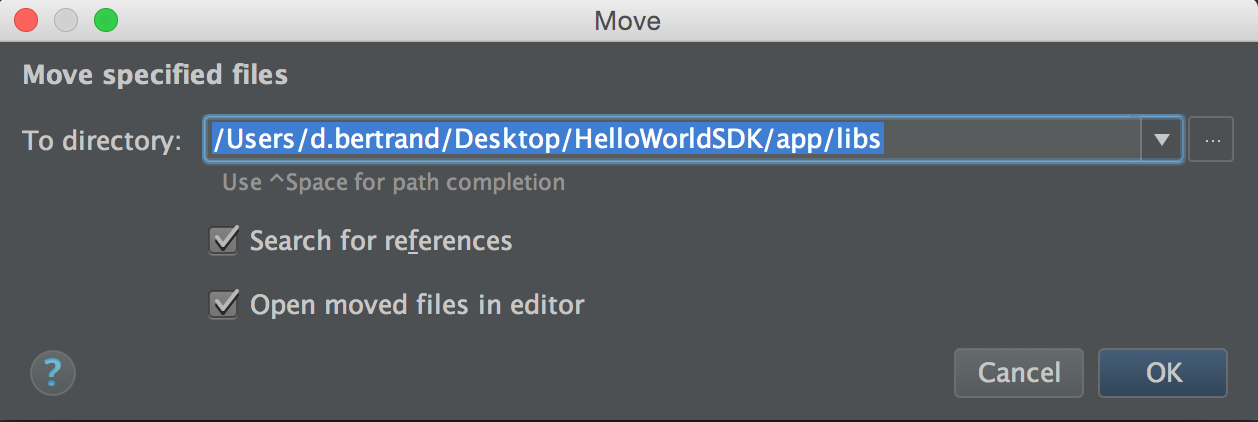 Move
Move specified files
To directory: /Users/d.bertrand/Desktop/HelloWorldSDK/app/libs ...
Use ^Space for path completion
Search for references
Open moved files in editor
? Cancel OK